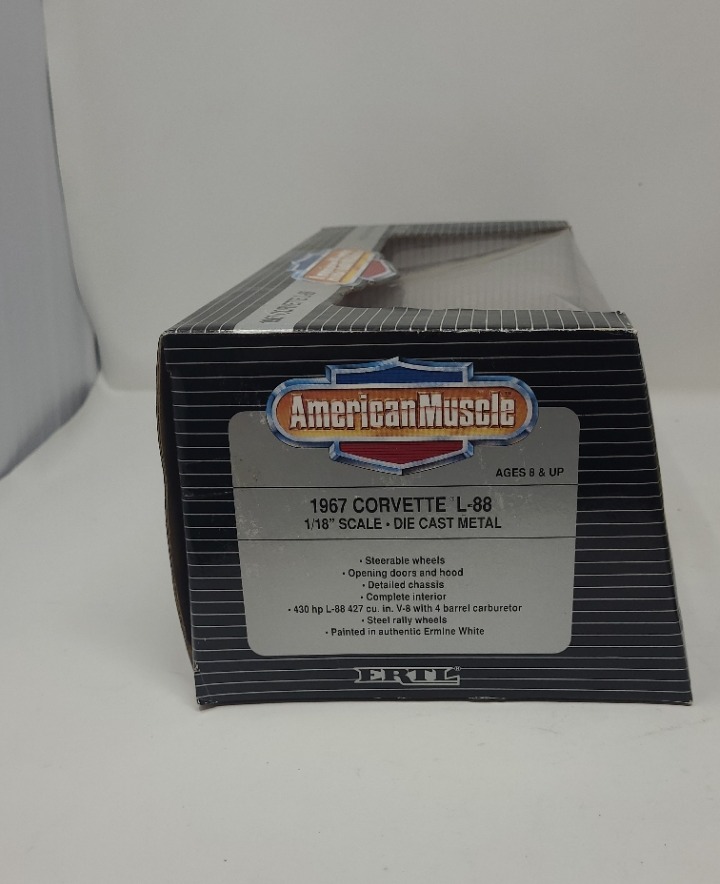 American Muscle
AGES 8 & UP
1967 CORVETTE L-88
1/18" SCALE • DIE CAST METAL
• Steerable wheels
• Opening doors and hood
• Detailed chassis
• Complete interior
• 430 hp L-88 427 cu. in. V-8 with 4 barrel carburetor
• Steel rally wheels
• Painted in authentic Ermine White
ERTL®